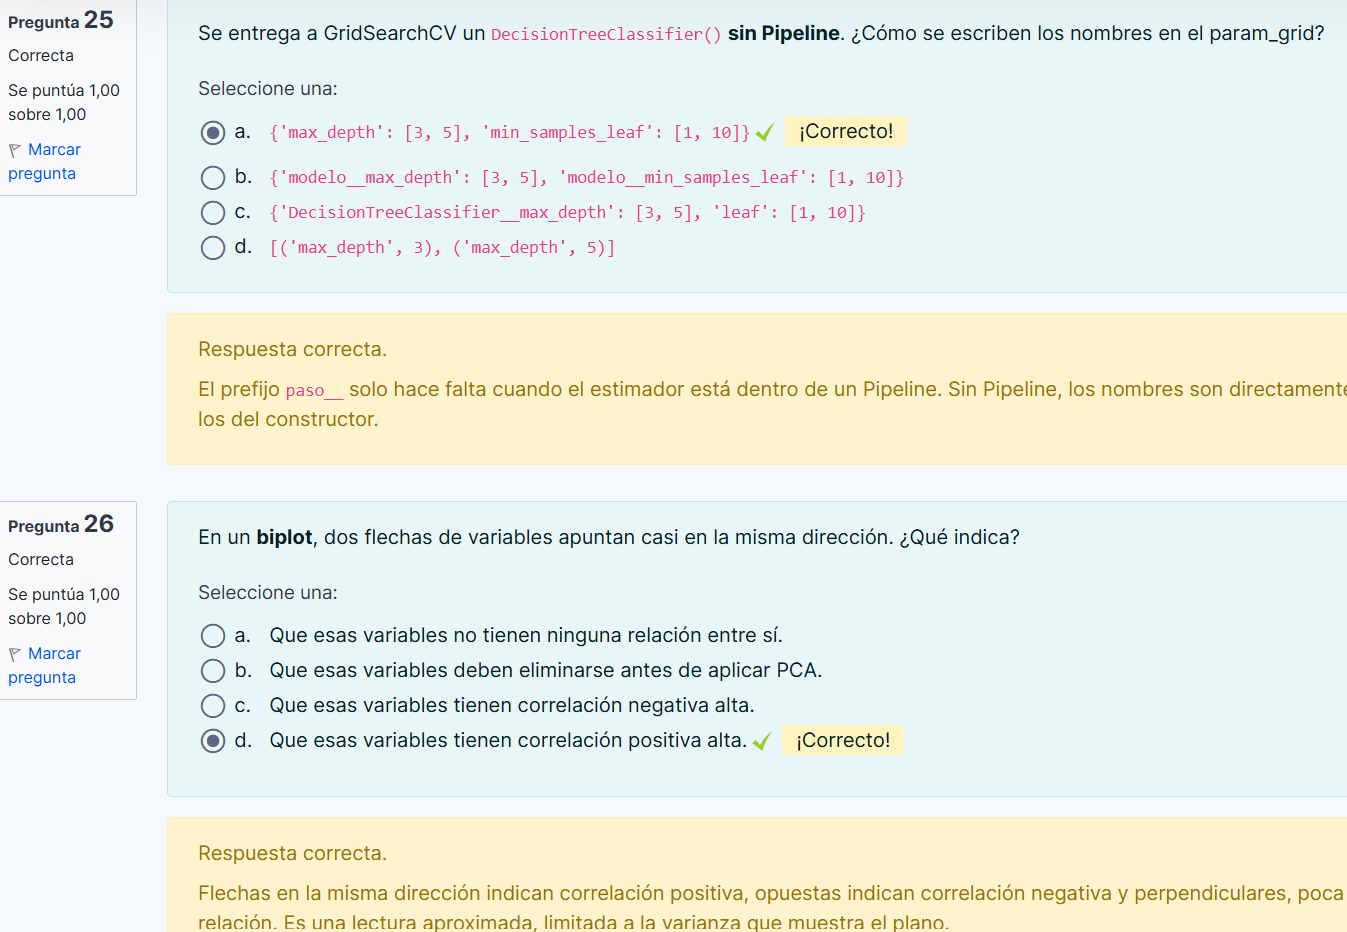 Pregunta 25
Correcta
Se puntúa 1,00
sobre 1,00
Marcar
pregunta
Se entrega a GridSearchCV un DecisionTreeClassifier() sin Pipeline. ¿Cómo se escriben los nombres en el param_grid?
Seleccione una:
a. {'max_depth': [3, 5], 'min_samples_leaf': [1, 10]} ¡Correcto!
b. {'modelo__max_depth': [3, 5], 'modelo__min_samples_leaf': [1, 10]}
c. {'DecisionTreeClassifier__max_depth': [3, 5], 'leaf': [1, 10]}
d. [('max_depth', 3), ('max_depth', 5)]
Respuesta correcta.
El prefijo paso__ solo hace falta cuando el estimador está dentro de un Pipeline. Sin Pipeline, los nombres son directamente
los del constructor.
Pregunta 26
Correcta
Se puntúa 1,00
sobre 1,00
Marcar
pregunta
En un biplot, dos flechas de variables apuntan casi en la misma dirección. ¿Qué indica?
Seleccione una:
a. Que esas variables no tienen ninguna relación entre sí.
b. Que esas variables deben eliminarse antes de aplicar PCA.
c. Que esas variables tienen correlación negativa alta.
d. Que esas variables tienen correlación positiva alta. ¡Correcto!
Respuesta correcta.
Flechas en la misma dirección indican correlación positiva, opuestas indican correlación negativa y perpendiculares, poca
relación. Es una lectura aproximada, limitada a la varianza que muestra el plano.